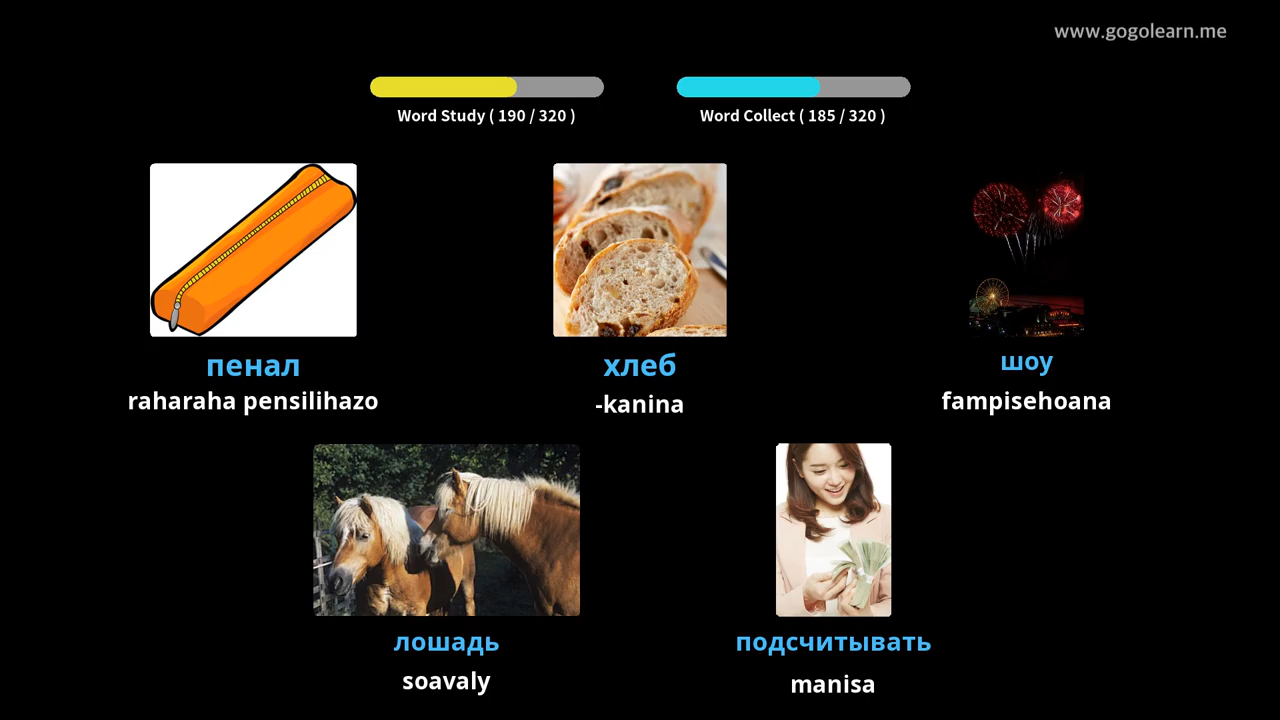 www.gogolearn.me
Word Study ( 190 / 320 )
Word Collect ( 185 / 320 )
пенал
raharaha pensilihazo
хлеб
-kanina
шоу
fampisehoana
лошадь
soavaly
подсчитывать
manisa